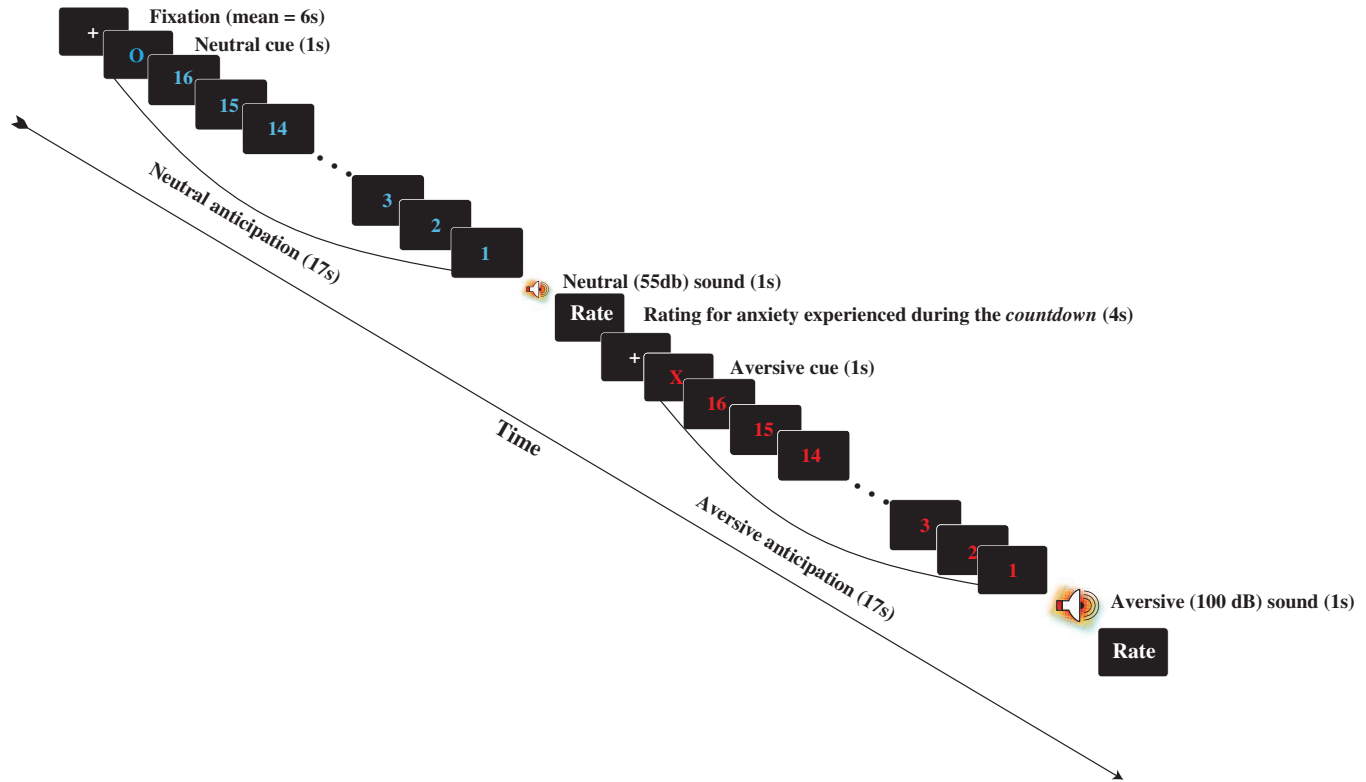 Fixation (mean = 6s)
+
Neutral cue (1s)
O
16
15
14
3
2
1
Neutral anticipation (17s)
Neutral (55db) sound (1s)
Rate
Rating for anxiety experienced during the countdown (4s)
+
Aversive cue (1s)
X
16
15
14
Time
3
2
1
Aversive anticipation (17s)
Aversive (100 dB) sound (1s)
Rate